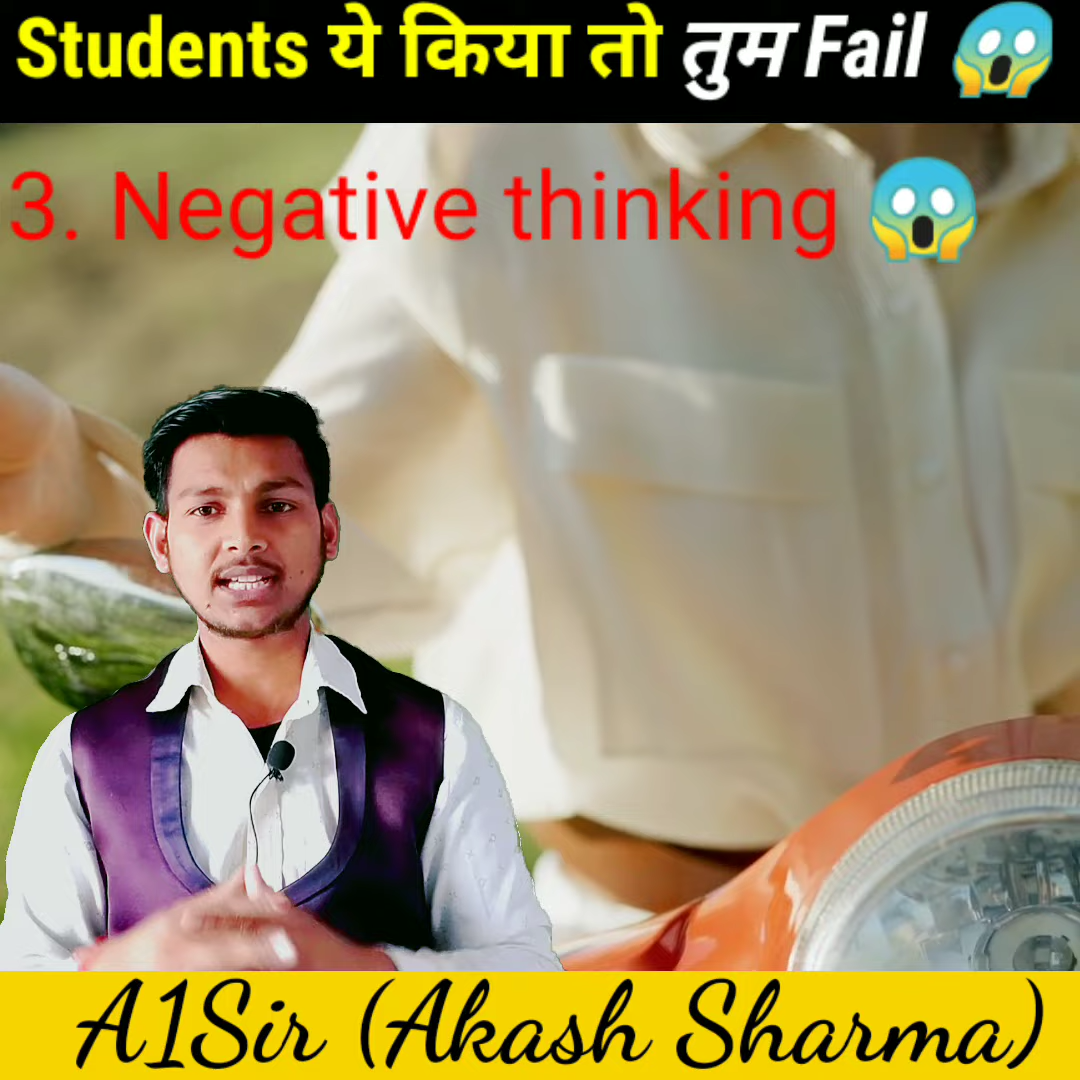 Students ये किया तो तुम Fail 😱
3. Negative thinking 😱
A1Sir (Akash Sharma)